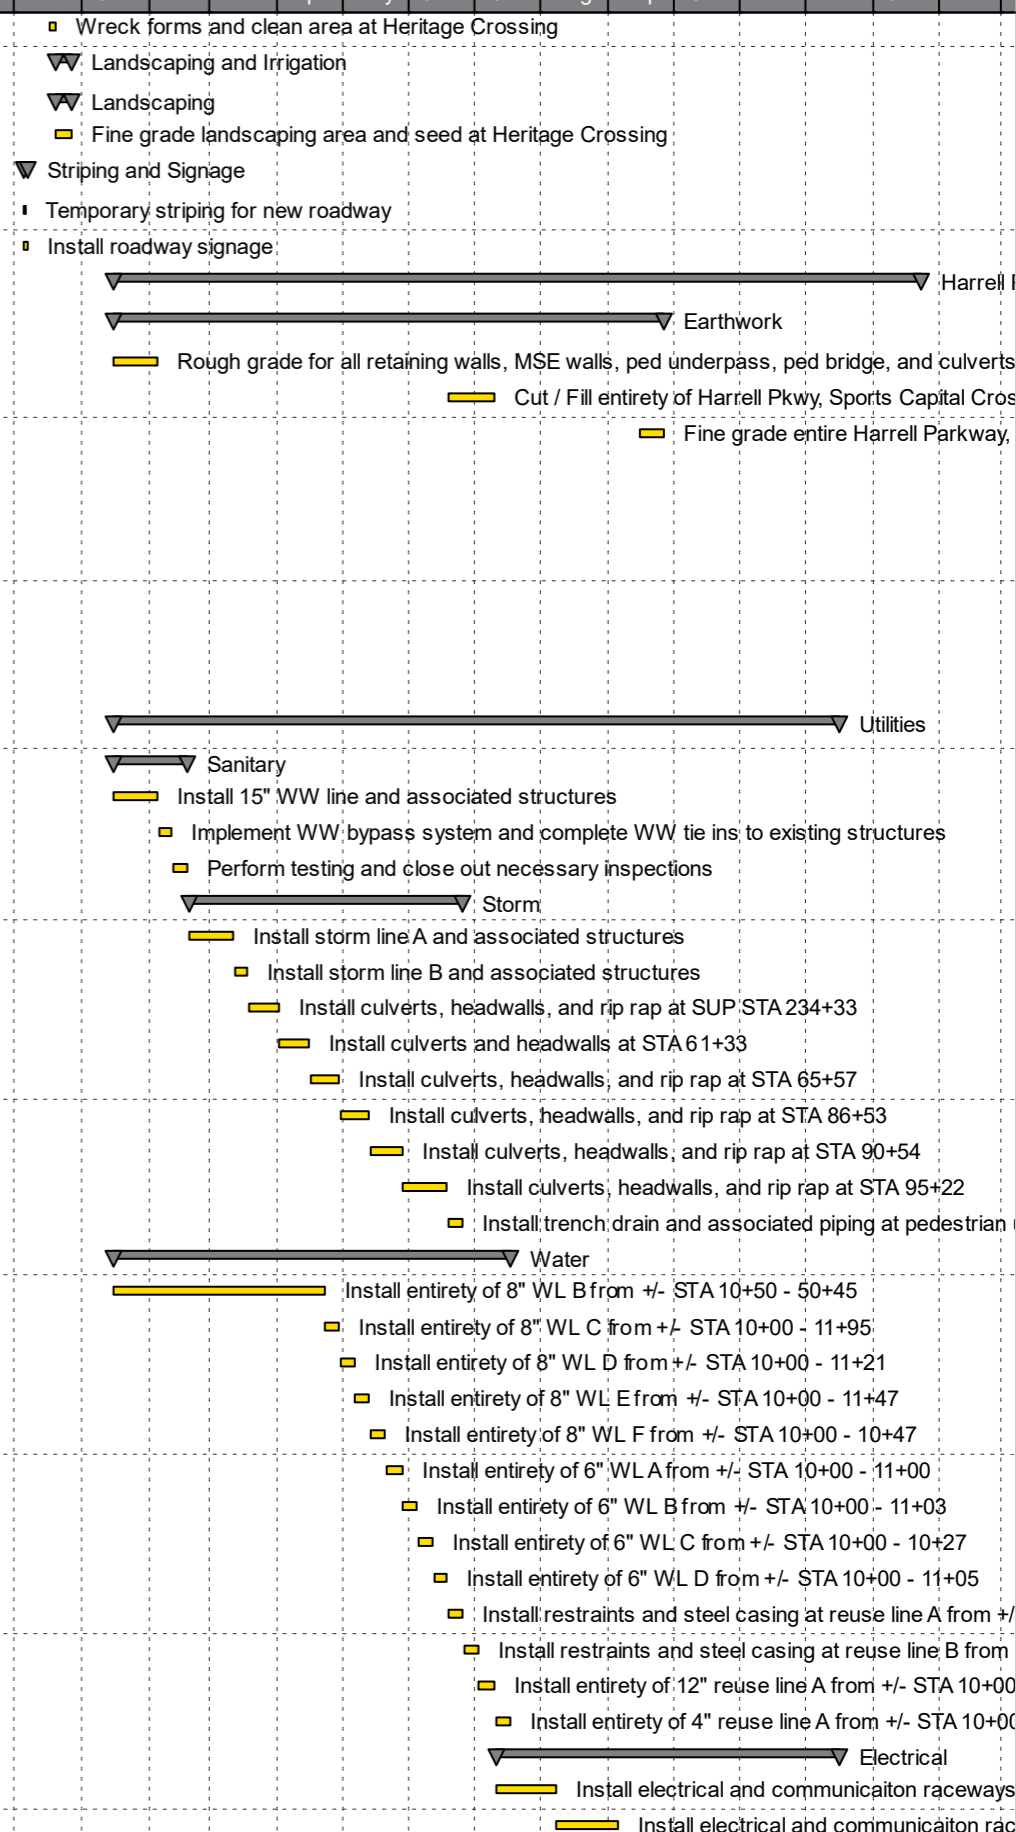 Wreck forms and clean area at Heritage Crossing
Landscaping and Irrigation
Landscaping
Fine grade landscaping area and seed at Heritage Crossing
Striping and Signage
Temporary striping for new roadway
Install roadway signage
Harrell
Earthwork
Rough grade for all retaining walls, MSE walls, ped underpass, ped bridge, and culverts
Cut / Fill entirety of Harrell Pkwy, Sports Capital Cros
Fine grade entire Harrell Parkway,
Utilities
Sanitary
Install 15" WW line and associated structures
Implement WW bypass system and complete WW tie ins to existing structures
Perform testing and close out necessary inspections
Storm
Install storm line A and associated structures
Install storm line B and associated structures
Install culverts, headwalls, and rip rap at SUP STA 234+33
Install culverts and headwalls at STA 61+33
Install culverts, headwalls, and rip rap at STA 65+57
Install culverts, headwalls, and rip rap at STA 86+53
Install culverts, headwalls, and rip rap at STA 90+54
Install culverts, headwalls, and rip rap at STA 95+22
Install trench drain and associated piping at pedestrian
Water
Install entirety of 8" WL B from +/- STA 10+50 - 50+45
Install entirety of 8" WL C from +/- STA 10+00 - 11+95
Install entirety of 8" WL D from +/- STA 10+00 - 11+21
Install entirety of 8" WL E from +/- STA 10+00 - 11+47
Install entirety of 8" WL F from +/- STA 10+00 - 10+47
Install entirety of 6" WL A from +/- STA 10+00 - 11+00
Install entirety of 6" WL B from +/- STA 10+00 - 11+03
Install entirety of 6" WL C from +/- STA 10+00 - 10+27
Install entirety of 6" WL D from +/- STA 10+00 - 11+05
Install restraints and steel casing at reuse line A from +/
Install restraints and steel casing at reuse line B from
Install entirety of 12" reuse line A from +/- STA 10+00
Install entirety of 4" reuse line A from +/- STA 10+00
Electrical
Install electrical and communicaiton raceways
Install electrical and communicaiton rac